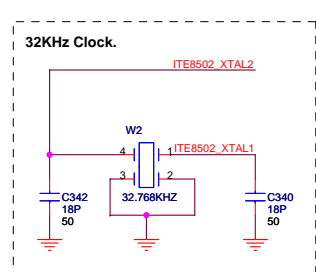 32KHz Clock.
ITE8502_XTAL2
W2
4
1
ITE8502_XTAL1
3
2
C342
18P
50
32.768KHZ
C340
18P
50